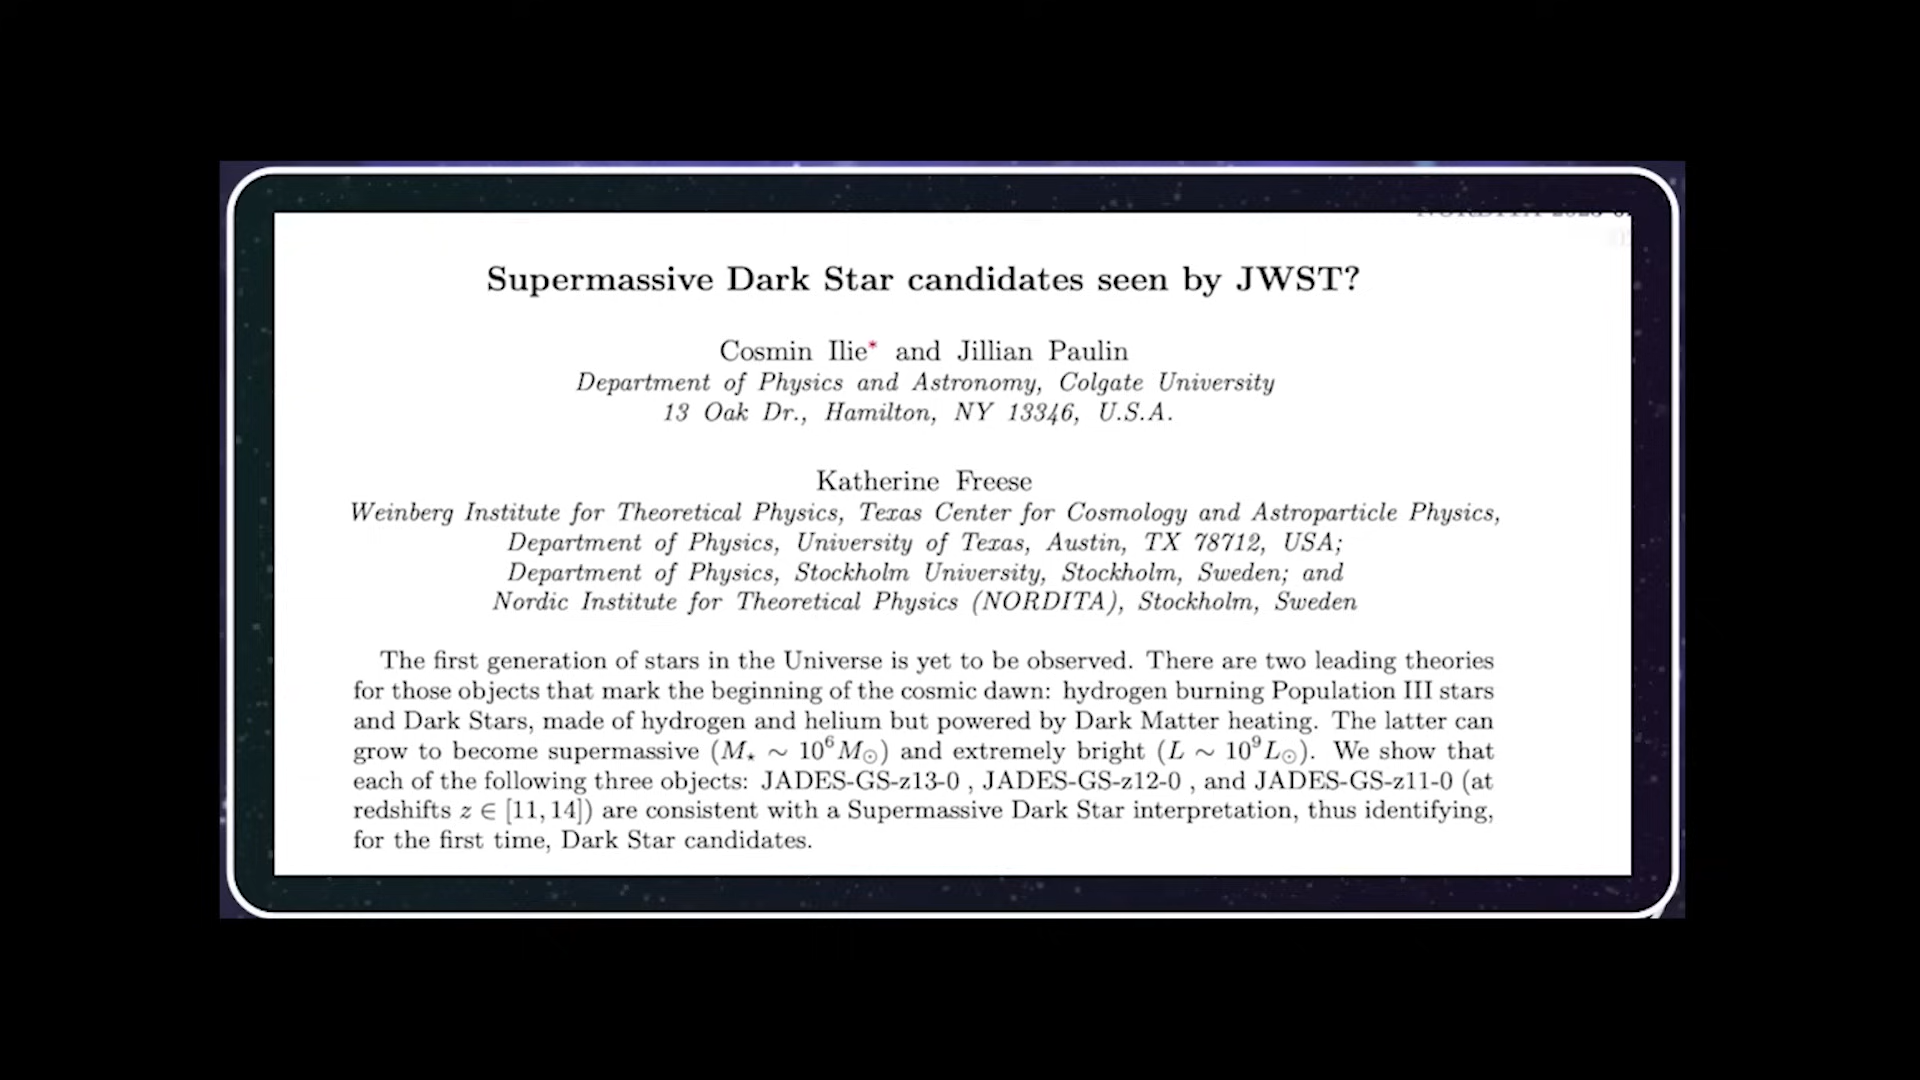 Supermassive Dark Star candidates seen by JWST?
Cosmin Ilie* and Jillian Paulin
Department of Physics and Astronomy, Colgate University
13 Oak Dr., Hamilton, NY 13346, U.S.A.
Katherine Freese
Weinberg Institute for Theoretical Physics, Texas Center for Cosmology and Astroparticle Physics,
Department of Physics, University of Texas, Austin, TX 78712, USA;
Department of Physics, Stockholm University, Stockholm, Sweden; and
Nordic Institute for Theoretical Physics (NORDITA), Stockholm, Sweden
The first generation of stars in the Universe is yet to be observed. There are two leading theories
for those objects that mark the beginning of the cosmic dawn: hydrogen burning Population III stars
and Dark Stars, made of hydrogen and helium but powered by Dark Matter heating. The latter can
grow to become supermassive (M⋆ ∼ 10⁶M⊙) and extremely bright (L ∼ 10⁹L⊙). We show that
each of the following three objects: JADES-GS-z13-0 , JADES-GS-z12-0 , and JADES-GS-z11-0 (at
redshifts z ∈ [11, 14]) are consistent with a Supermassive Dark Star interpretation, thus identifying,
for the first time, Dark Star candidates.